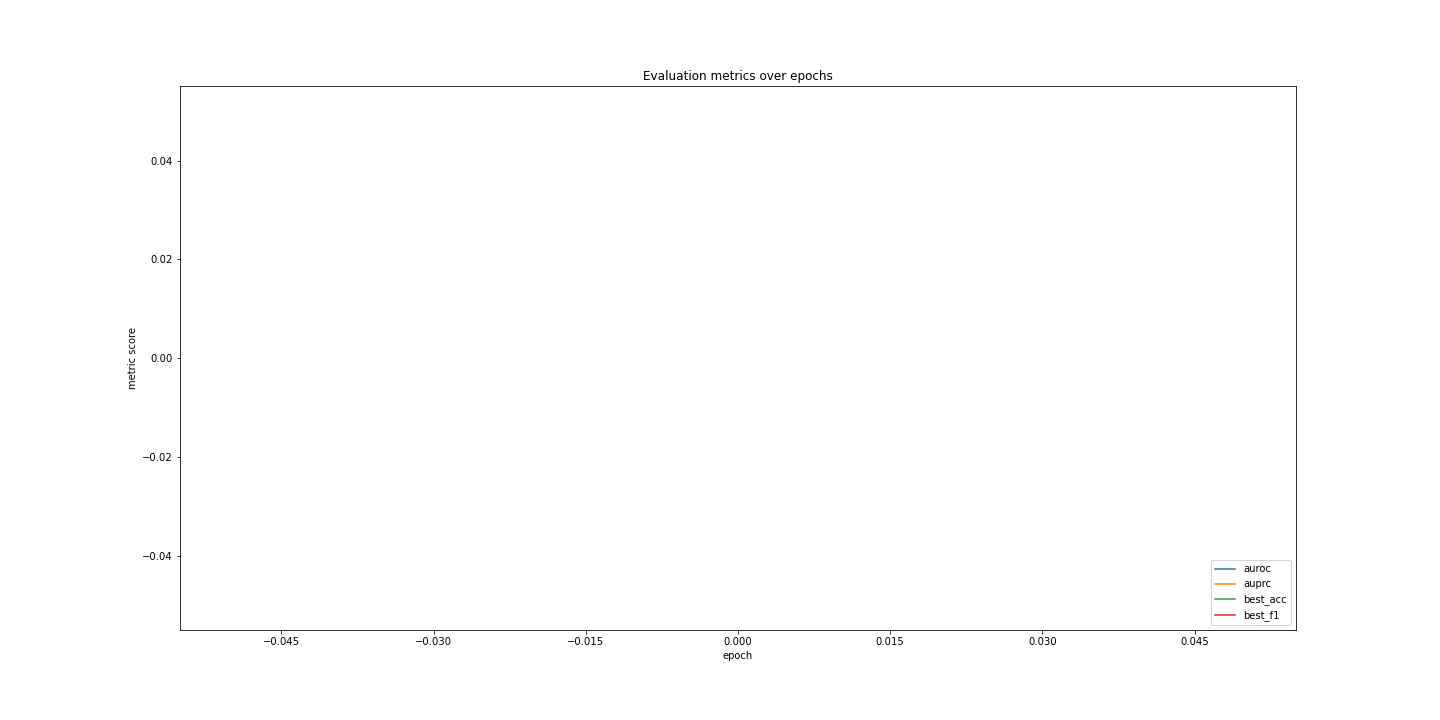 Evaluation metrics over epochs
metric score
0.04
0.02
0.00
−0.02
−0.04
−0.045
−0.030
−0.015
0.000
0.015
0.030
0.045
epoch
auroc
auprc
best_acc
best_f1